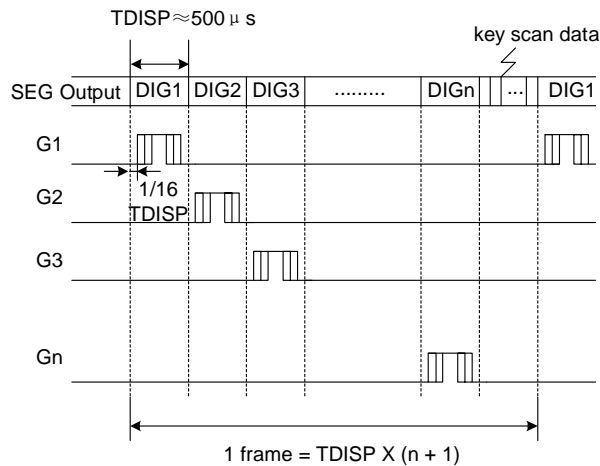 TDISP≈500μs
key scan data
SEG Output DIG1 DIG2 DIG3 ......... DIGn ... DIG1
G1
1/16
TDISP
G2
G3
Gn
1 frame = TDISP X (n + 1)